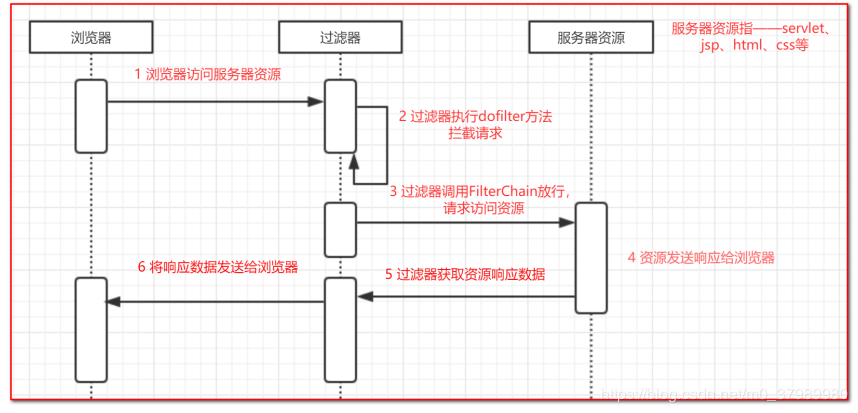 浏览器
过滤器
服务器资源
服务器资源指——servlet、
jsp、html、css等
1 浏览器访问服务器资源
2 过滤器执行dofilter方法
拦截请求
3 过滤器调用FilterChain放行，
请求访问资源
4 资源发送响应给浏览器
6 将响应数据发送给浏览器
5 过滤器获取资源响应数据